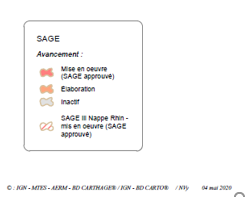 SAGE
Avancement :
Mise en oeuvre
(SAGE approuvé)
Elaboration
Inactif
SAGE Ill Nappe Rhin -
mis en oeuvre (SAGE
approuvé)
© : IGN - MTES - AERM - BD CARTHAGE® / IGN - BD CARTO® / NVy 04 mai 2020